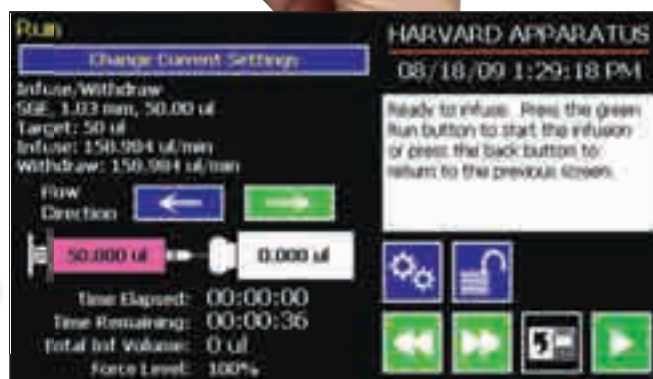 Run
Change Current Settings
Infuse/Withdraw
SGE, 1.03 mm, 50.00 ul
Target: 50 ul
Infuse: 150.904 ul/min
Withdraw: 150.904 ul/min
Flow
Direction
50.000 ul
0.000 ul
Time Elapsed: 00:00:00
Time Remaining: 00:00:36
Total Inf Volume: 0 ul
Force Level: 100%
HARVARD APPARATUS
08/18/09 1:29:18 PM
Ready to infuse. Press the green
Run button to start the infusion
or press the back button to
return to the previous screen.